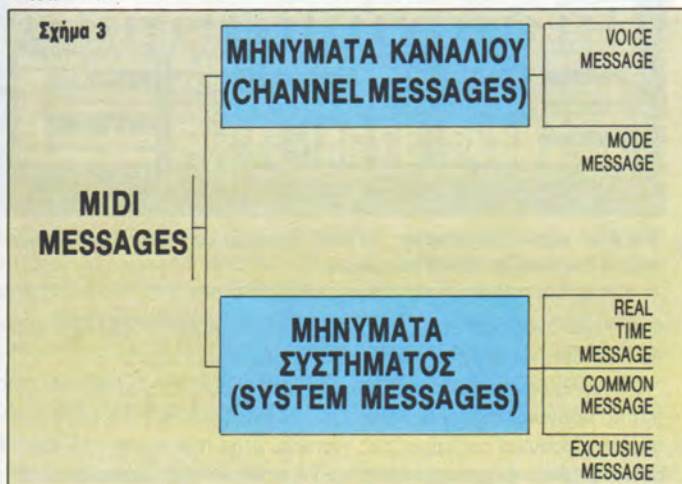 Σχήμα 3
ΜΗΝΥΜΑΤΑ ΚΑΝΑΛΙΟΥ
(CHANNEL MESSAGES)
VOICE
MESSAGE
MODE
MESSAGE
MIDI
MESSAGES
ΜΗΝΥΜΑΤΑ
ΣΥΣΤΗΜΑΤΟΣ
(SYSTEM MESSAGES)
REAL
TIME
MESSAGE
COMMON
MESSAGE
EXCLUSIVE
MESSAGE